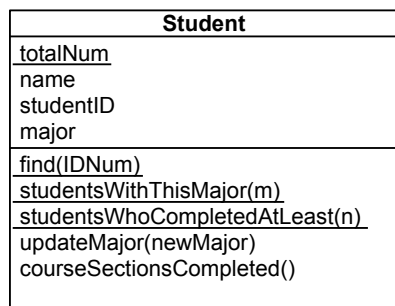 Student
totalNum
name
studentID
major
find(IDNum)
studentsWithThisMajor(m)
studentsWhoCompletedAtLeast(n)
updateMajor(newMajor)
courseSectionsCompleted()